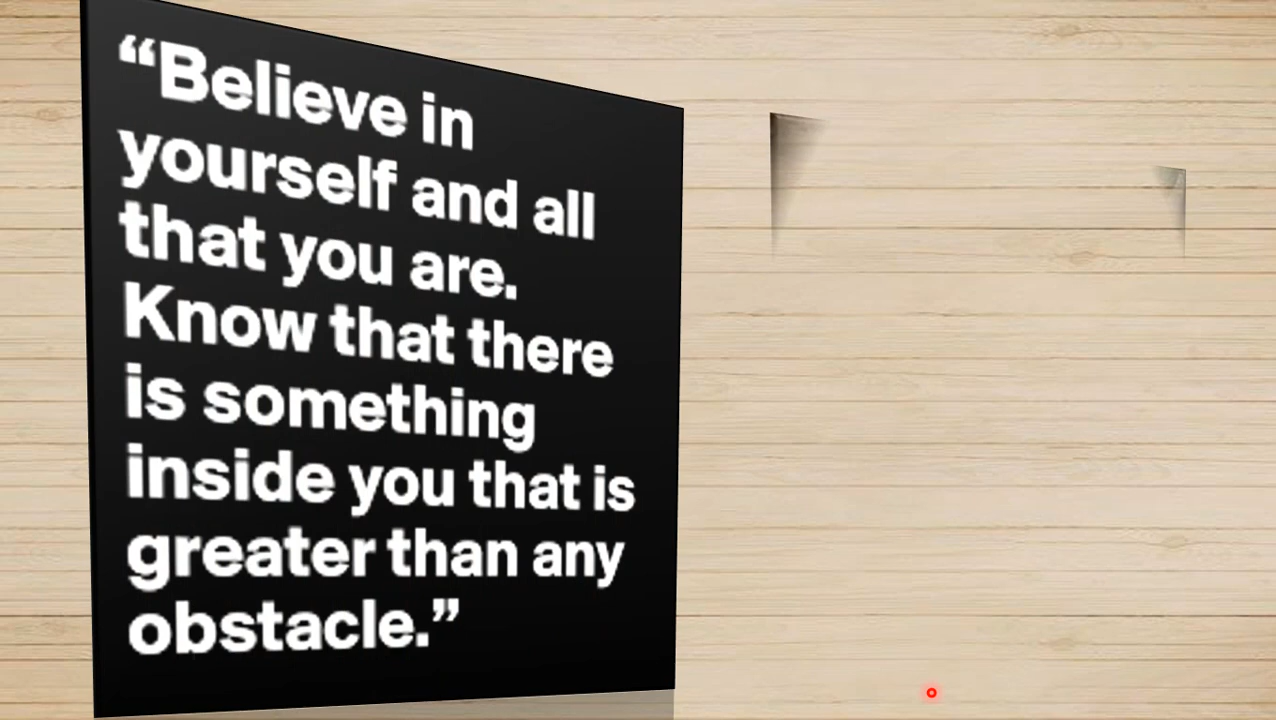 “Believe in
yourself and all
that you are.
Know that there
is something
inside you that is
greater than any
obstacle.”